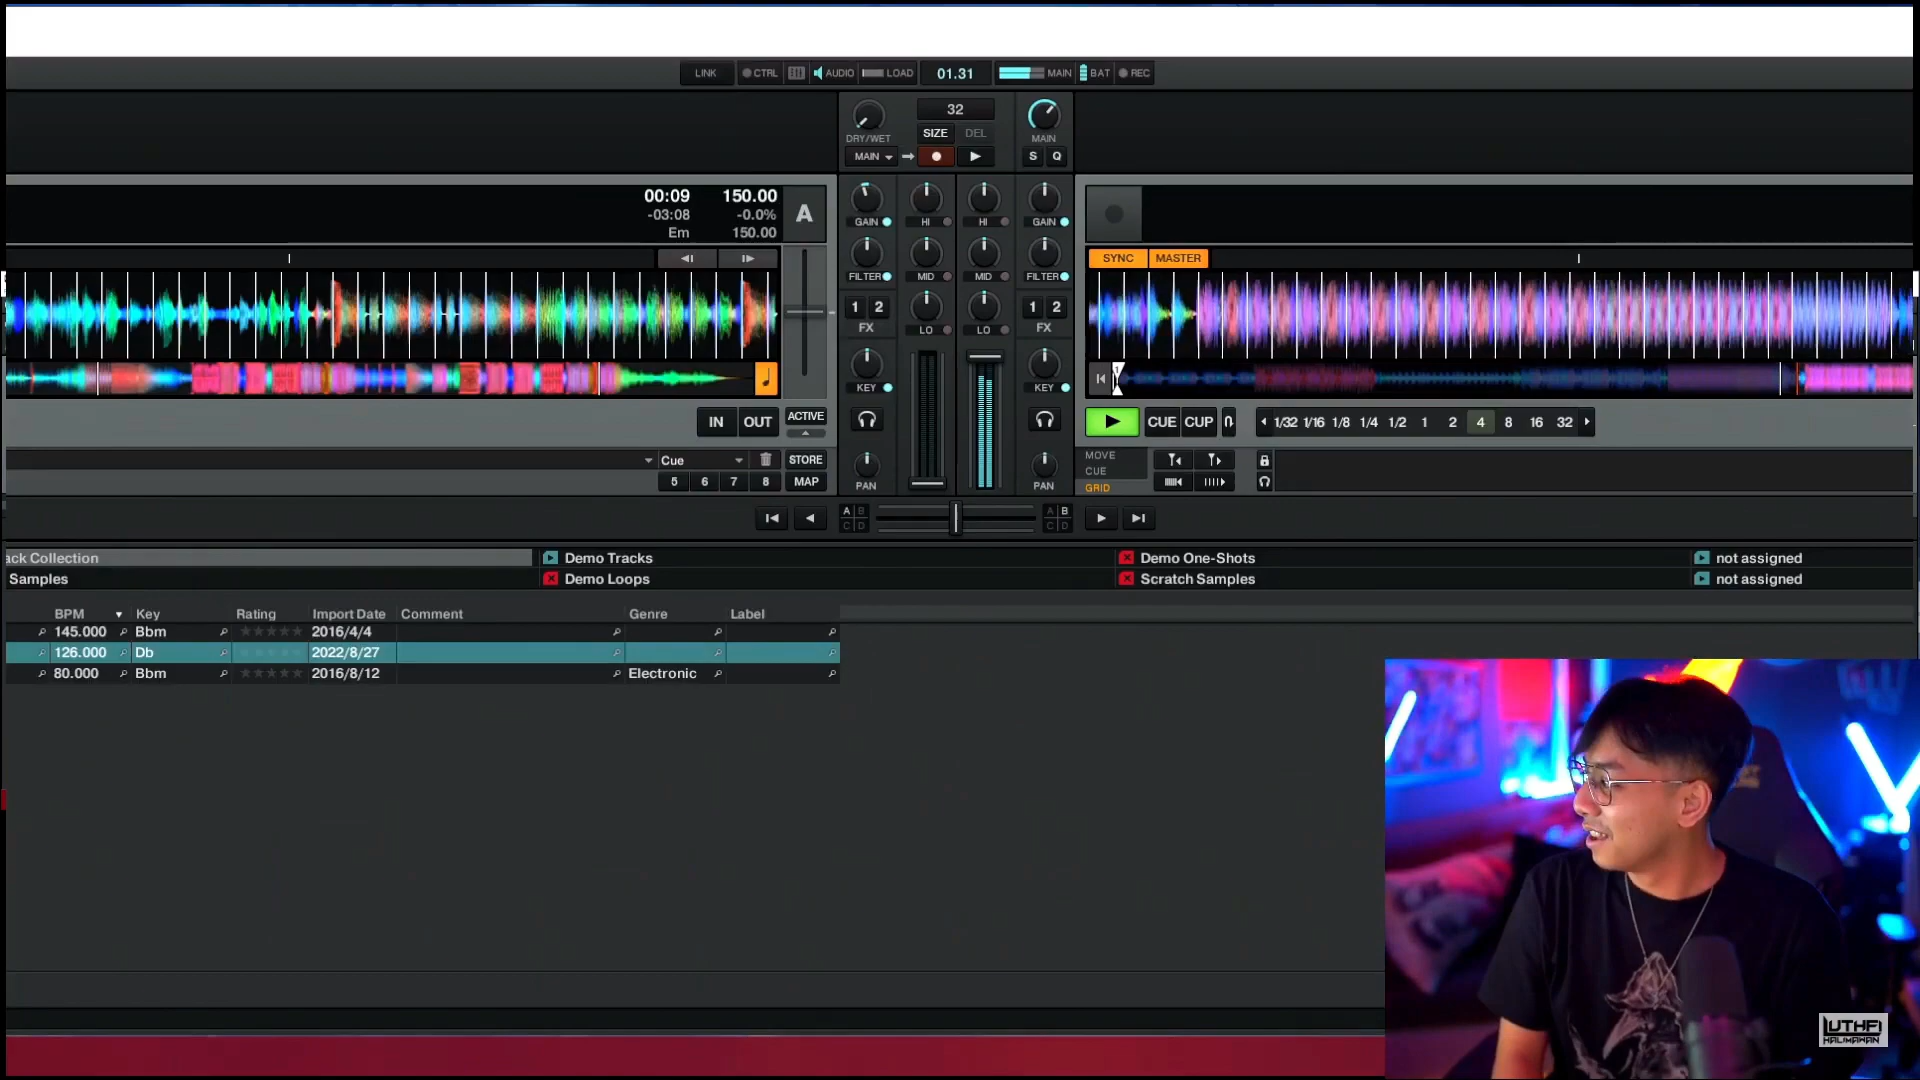 LINK CTRL AUDIO LOAD 01.31 MAIN BAT REC
32
DRY/WET SIZE DEL MAIN
MAIN S Q
00:09 150.00
-03:08 -0.0%
Em 150.00
A
GAIN HI HI GAIN
FILTER MID MID FILTER
1 2 LO LO 1 2
FX FX
KEY KEY
PAN PAN
SYNC MASTER
IN OUT ACTIVE
CUE CUP 1/32 1/16 1/8 1/4 1/2 1 2 4 8 16 32
Cue STORE
5 6 7 8 MAP
MOVE
CUE
GRID
A B A B
C D C D
ack Collection Demo Tracks Demo One-Shots not assigned
Samples Demo Loops Scratch Samples not assigned
BPM Key Rating Import Date Comment Genre Label
145.000 Bbm 2016/4/4
126.000 Db 2022/8/27
80.000 Bbm 2016/8/12 Electronic
LUTHFI
HALIMAWAN